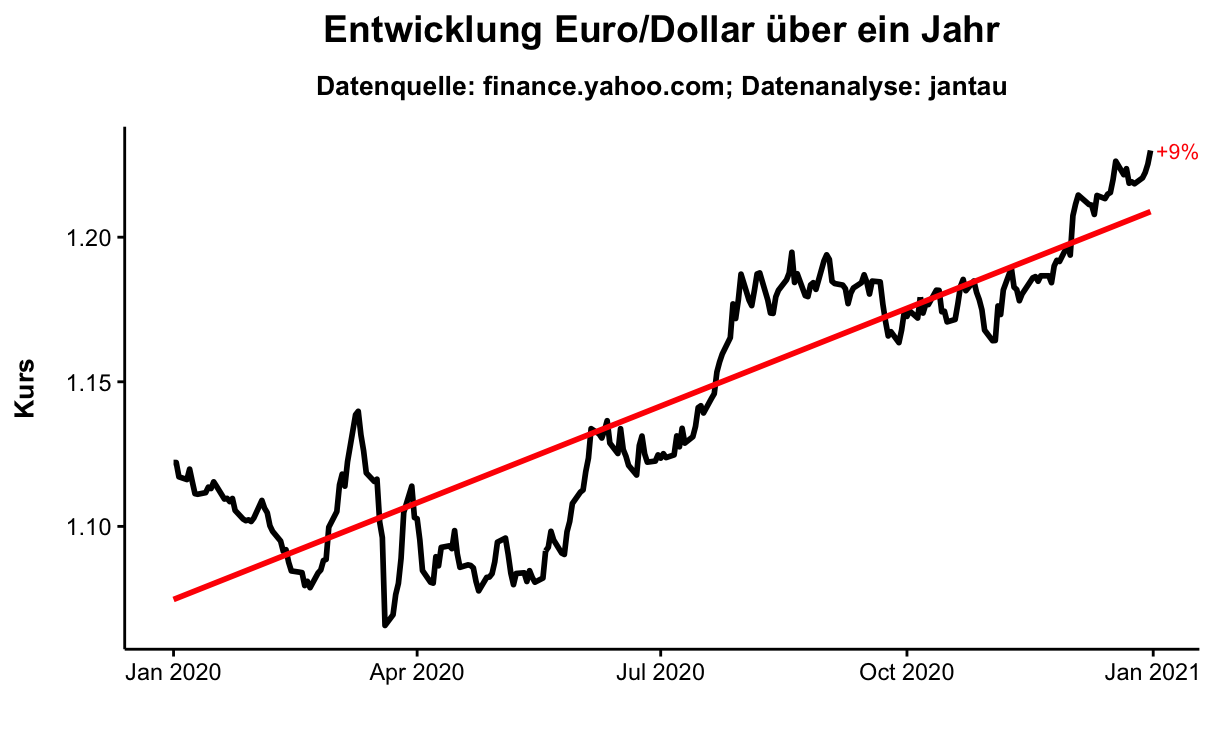 Entwicklung Euro/Dollar über ein Jahr
Datenquelle: finance.yahoo.com; Datenanalyse: jantau
+9%
1.20
1.15
1.10
Kurs
Jan 2020
Apr 2020
Jul 2020
Oct 2020
Jan 2021